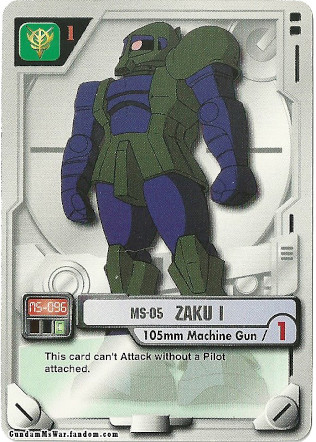 1
MS-096
MS-05 ZAKU I
105mm Machine Gun / 1
This card can't Attack without a Pilot
attached.
GundamMsWar.fandom.com